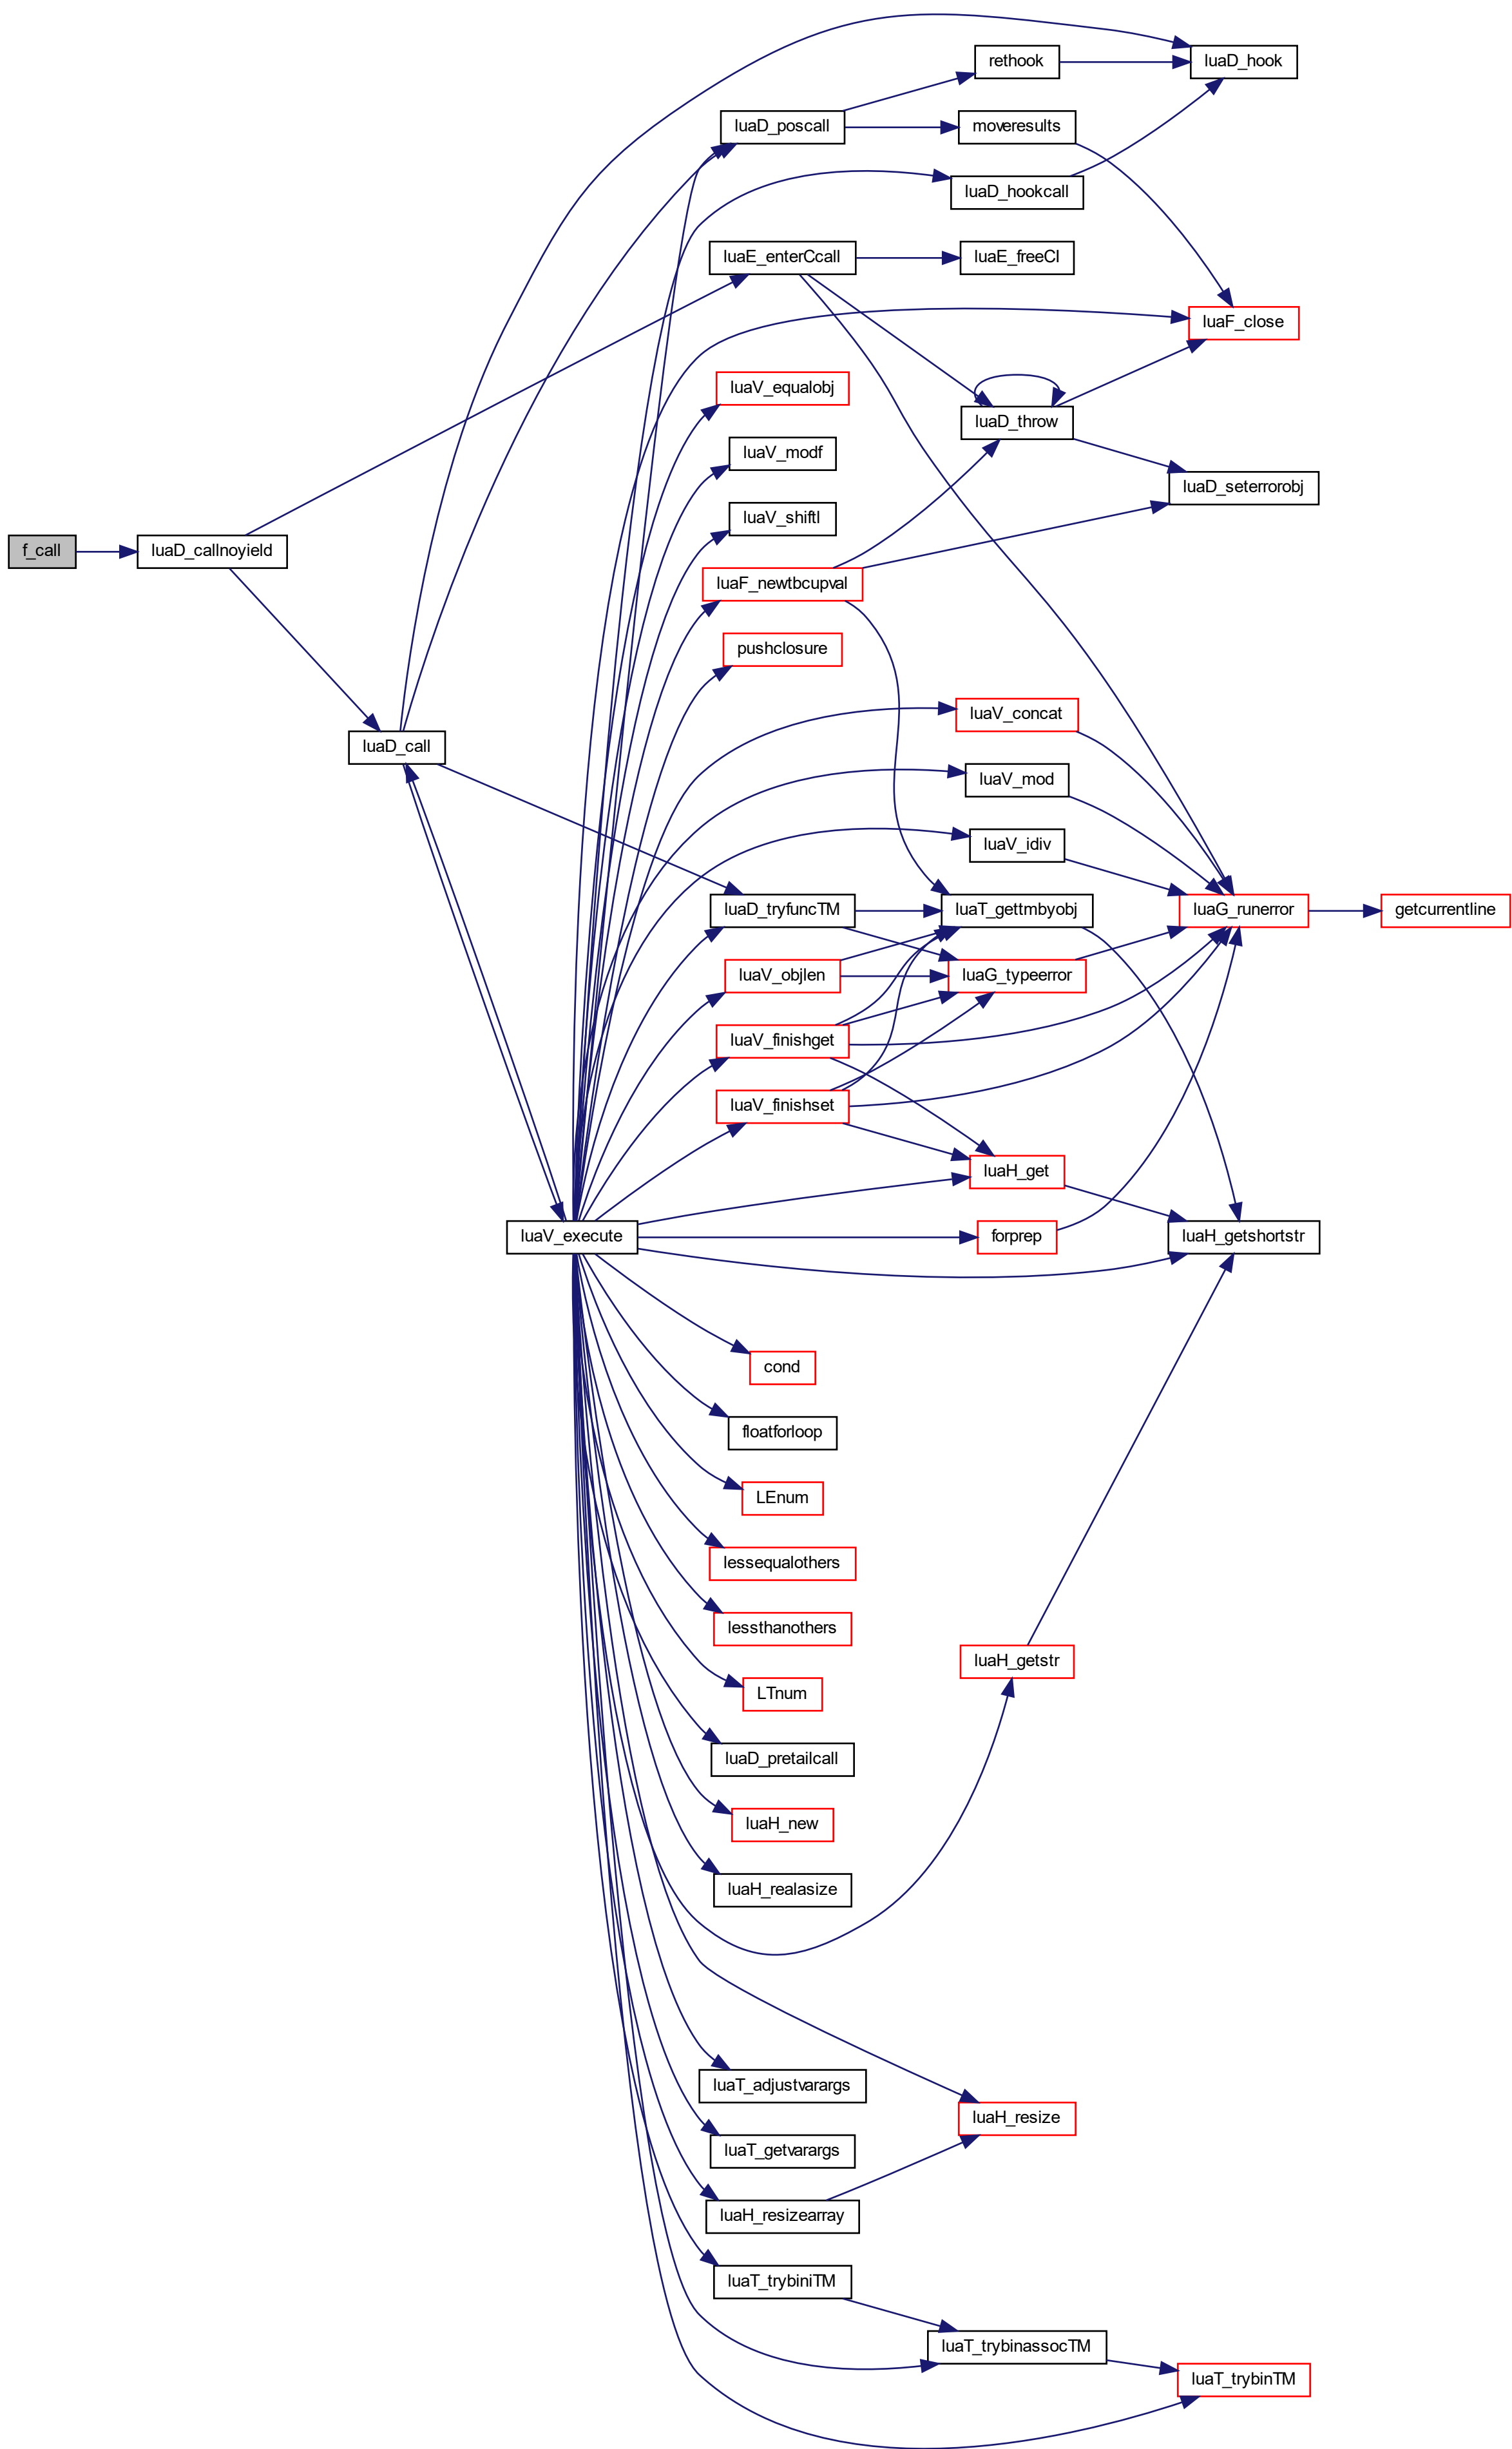 rethook
luaD_hook
luaD_poscall
moveresults
luaD_hookcall
luaE_enterCcall
luaE_freeCI
luaF_close
luaV_equalobj
luaD_throw
luaV_modf
luaD_seterrorobj
luaV_shiftl
f_call
luaD_callnoyield
luaF_newtbcupval
pushclosure
luaV_concat
luaD_call
luaV_mod
luaV_idiv
luaD_tryfuncTM
luaT_gettmbyobj
luaG_runerror
getcurrentline
luaV_objlen
luaG_typeerror
luaV_finishget
luaV_finishset
luaH_get
luaV_execute
forprep
luaH_getshortstr
cond
floatforloop
LEnum
lessequalothers
lessthanothers
luaH_getstr
LTnum
luaD_pretailcall
luaH_new
luaH_realasize
luaT_adjustvarargs
luaH_resize
luaT_getvarargs
luaH_resizearray
luaT_trybiniTM
luaT_trybinassocTM
luaT_trybinTM